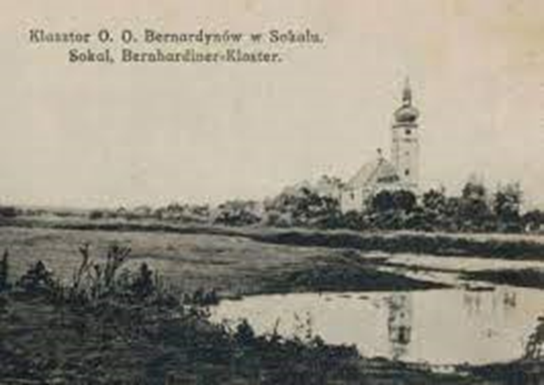 Klasztor O. O. Bernardynów w Sokalu.
Sokal, Bernhardiner-Kloster.